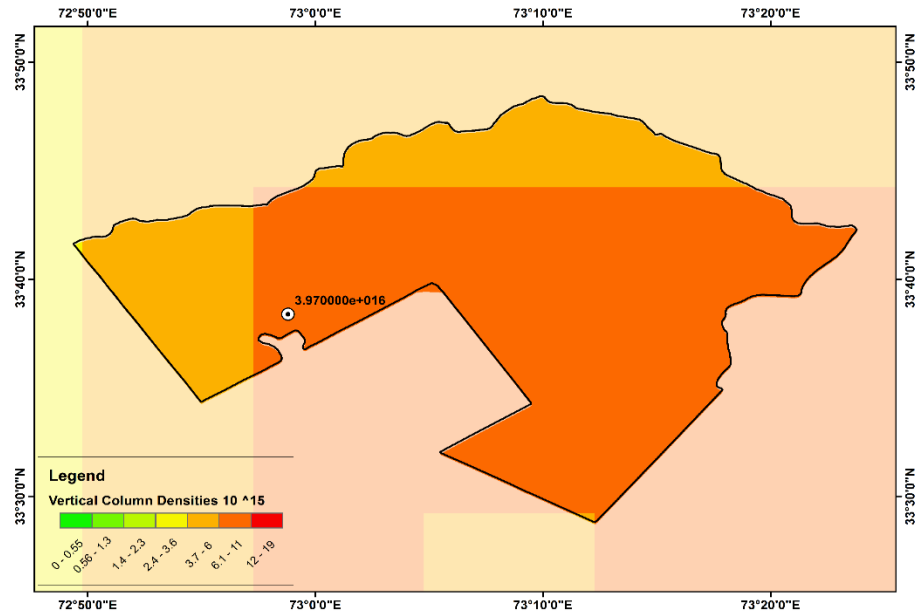 72°50'0"E 73°0'0"E 73°10'0"E 73°20'0"E
33°50'0"N 33°50'0"N
33°40'0"N 33°40'0"N
3.970000e+016
33°30'0"N 33°30'0"N
Legend
Vertical Column Densities 10 ^15
0 - 0.55 0.56 - 1.3 1.4 - 2.3 2.4 - 3.6 3.7 - 6 6.1 - 11 12 - 19
72°50'0"E 73°0'0"E 73°10'0"E 73°20'0"E